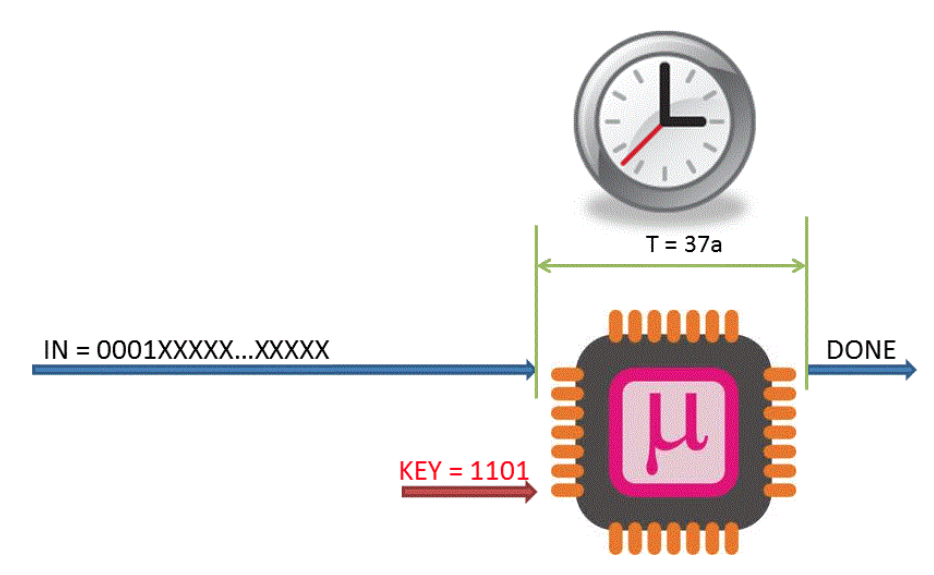 T = 37a
IN = 0001XXXXX...XXXXX
DONE
μ
KEY = 1101